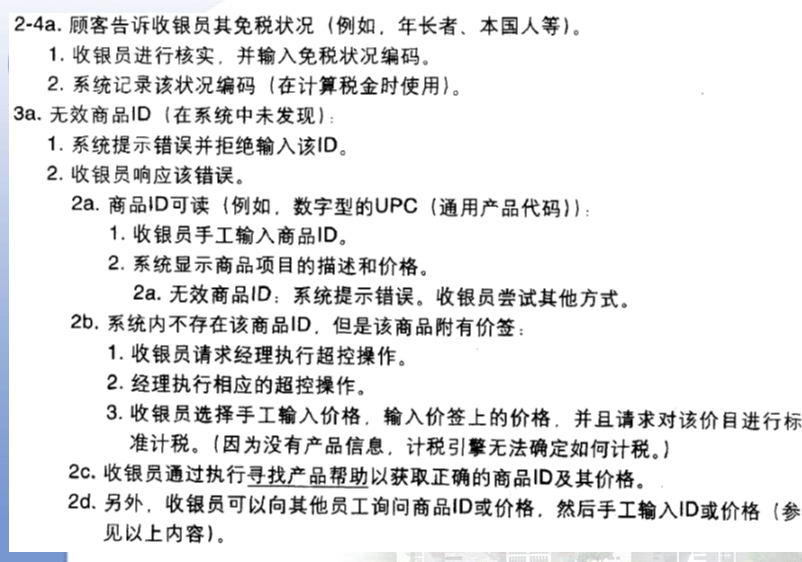 2-4a. 顾客告诉收银员其免税状况（例如，年长者、本国人等）。
1. 收银员进行核实，并输入免税状况编码。
2. 系统记录该状况编码（在计算税金时使用）。
3a. 无效商品ID（在系统中未发现）：
1. 系统提示错误并拒绝输入该ID。
2. 收银员响应该错误。
2a. 商品ID可读（例如，数字型的UPC（通用产品代码））：
1. 收银员手工输入商品ID。
2. 系统显示商品项目的描述和价格。
2a. 无效商品ID：系统提示错误。收银员尝试其他方式。
2b. 系统内不存在该商品ID，但是该商品附有价签：
1. 收银员请求经理执行超控操作。
2. 经理执行相应的超控操作。
3. 收银员选择手工输入价格，输入价签上的价格，并且请求对该价目进行标
准计税。（因为没有产品信息，计税引擎无法确定如何计税。）
2c. 收银员通过执行寻找产品帮助以获取正确的商品ID及其价格。
2d. 另外，收银员可以向其他员工询问商品ID或价格，然后手工输入ID或价格（参
见以上内容）。